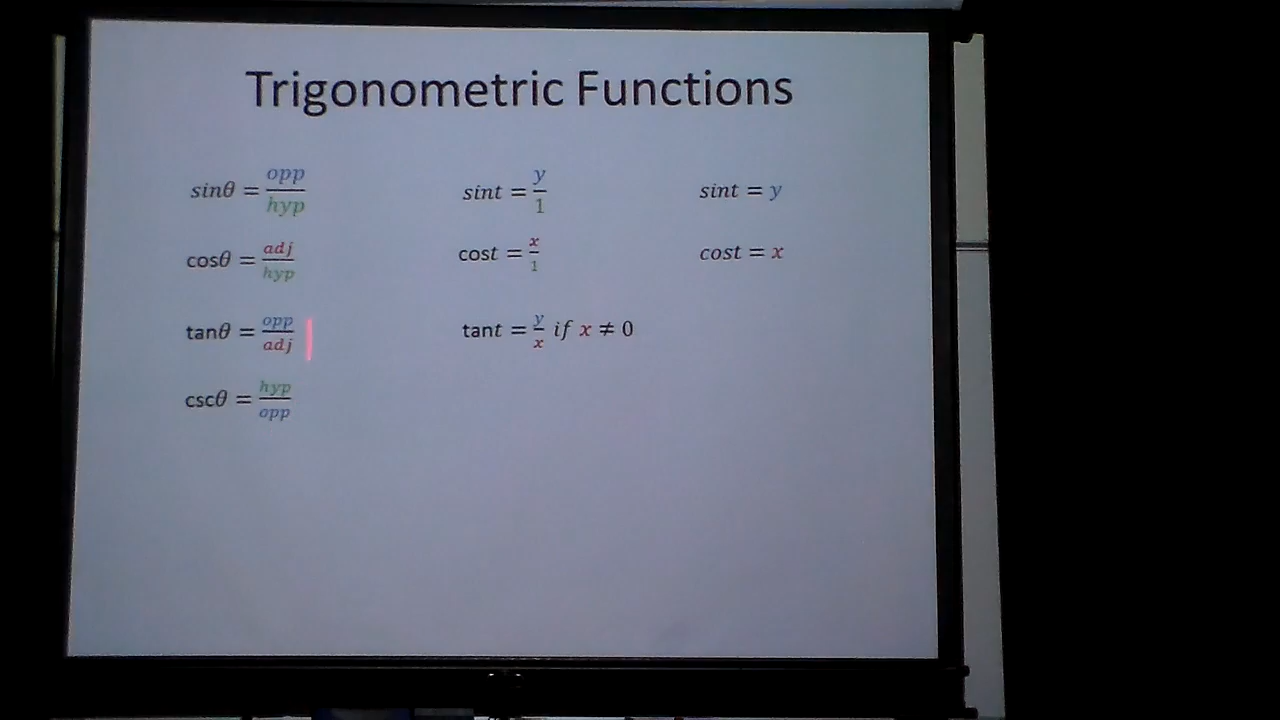 Trigonometric Functions
sinθ = opp/hyp    sint = y/1    sint = y
cosθ = adj/hyp    cost = x/1    cost = x
tanθ = opp/adj    tant = y/x if x ≠ 0
cscθ = hyp/opp